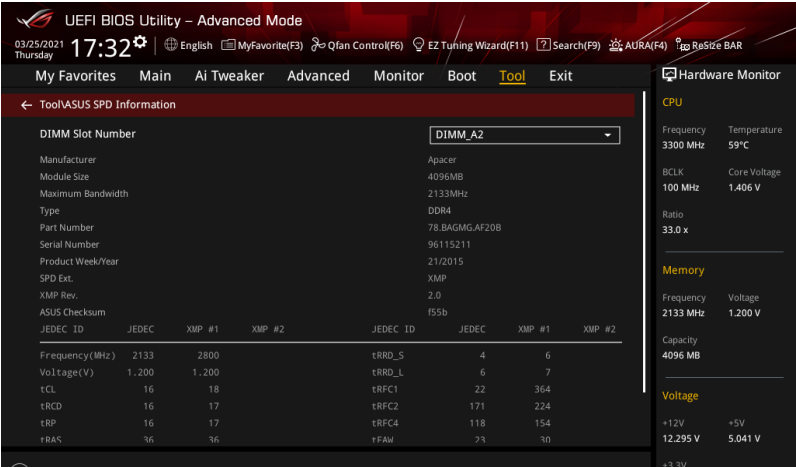 UEFI BIOS Utility – Advanced Mode
03/25/2021 Thursday 17:32 English MyFavorite(F3) Qfan Control(F6) EZ Tuning Wizard(F11) Search(F9) AURA(F4) ReSize BAR
My Favorites Main Ai Tweaker Advanced Monitor Boot Tool Exit
Tool\ASUS SPD Information
DIMM Slot Number DIMM_A2
Manufacturer Apacer
Module Size 4096MB
Maximum Bandwidth 2133MHz
Type DDR4
Part Number 78.BAGMG.AF20B
Serial Number 96115211
Product Week/Year 21/2015
SPD Ext. XMP
XMP Rev. 2.0
ASUS Checksum f55b
JEDEC ID JEDEC XMP #1 XMP #2 JEDEC ID JEDEC XMP #1 XMP #2
Frequency(MHz) 2133 2800 tRRD_S 4 6
Voltage(V) 1.200 1.200 tRRD_L 6 7
tCL 16 18 tRFC1 22 364
tRCD 16 17 tRFC2 171 224
tRP 16 17 tRFC4 118 154
tRAS 36 36 tFAW 23 30
Hardware Monitor
CPU
Frequency Temperature
3300 MHz 59°C
BCLK Core Voltage
100 MHz 1.406 V
Ratio
33.0 x
Memory
Frequency Voltage
2133 MHz 1.200 V
Capacity
4096 MB
Voltage
+12V +5V
12.295 V 5.041 V
+3.3V